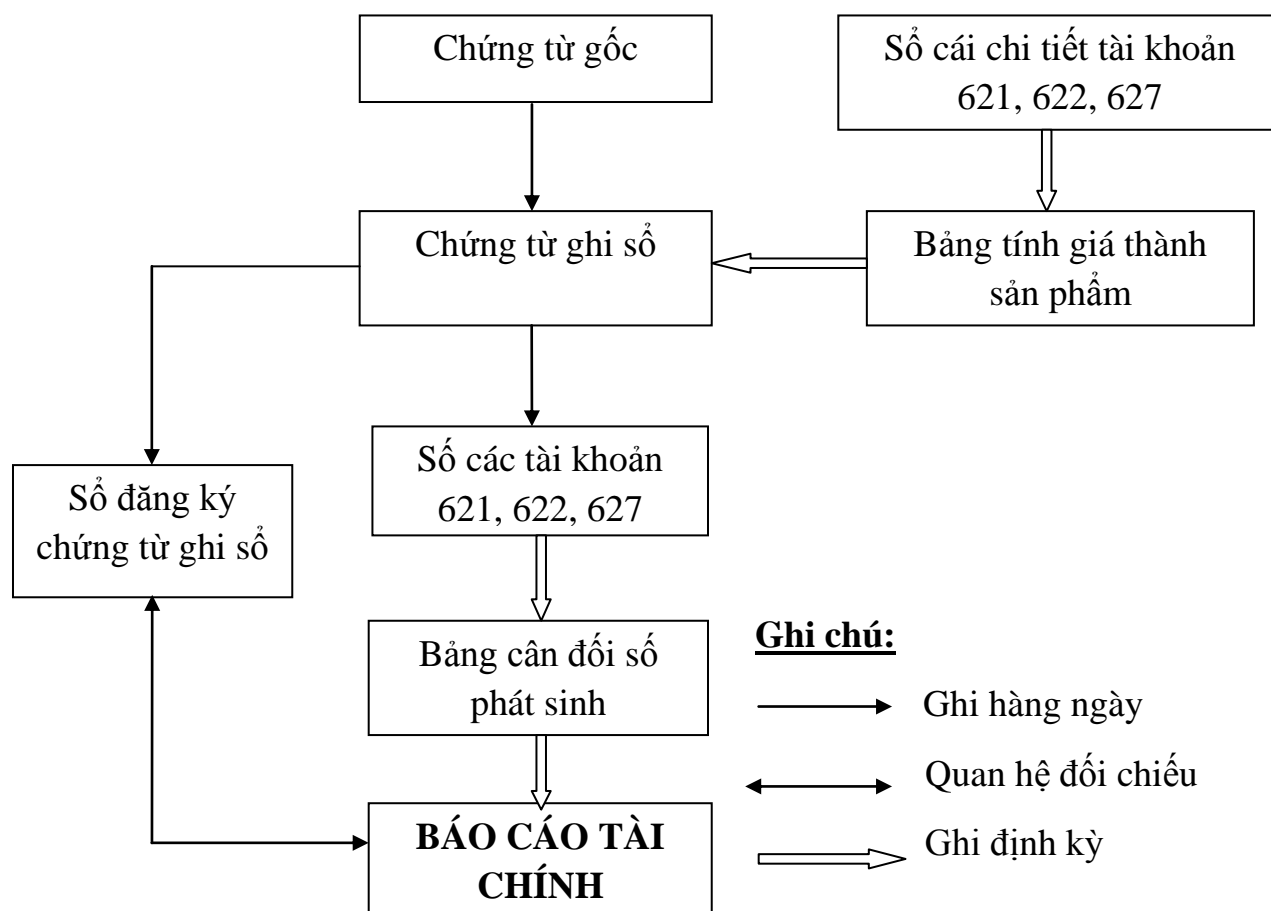 Chứng từ gốc
Sổ cái chi tiết tài khoản
621, 622, 627
Chứng từ ghi sổ
Bảng tính giá thành
sản phẩm
Số các tài khoản
621, 622, 627
Sổ đăng ký
chứng từ ghi sổ
Bảng cân đối số
phát sinh
Ghi chú:
Ghi hàng ngày
Quan hệ đối chiếu
Ghi định kỳ
BÁO CÁO TÀI
CHÍNH